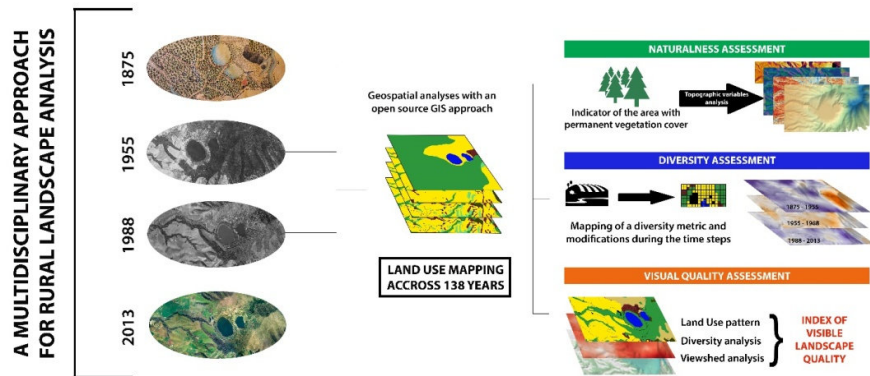 A MULTIDISCIPLINARY APPROACH
FOR RURAL LANDSCAPE ANALYSIS
1875
1955
1988
2013
Geospatial analyses with an
open source GIS approach
LAND USE MAPPING
ACCROSS 138 YEARS
NATURALNESS ASSESSMENT
Topographic variables
analysis
Indicator of the area with
permanent vegetation cover
DIVERSITY ASSESSMENT
1875 - 1955
1955 - 1968
1988 - 2013
Mapping of a diversity metric and
modifications during the time steps
VISUAL QUALITY ASSESSMENT
Land Use pattern
Diversity analysis
Viewshed analysis
INDEX OF
VISIBLE
LANDSCAPE
QUALITY